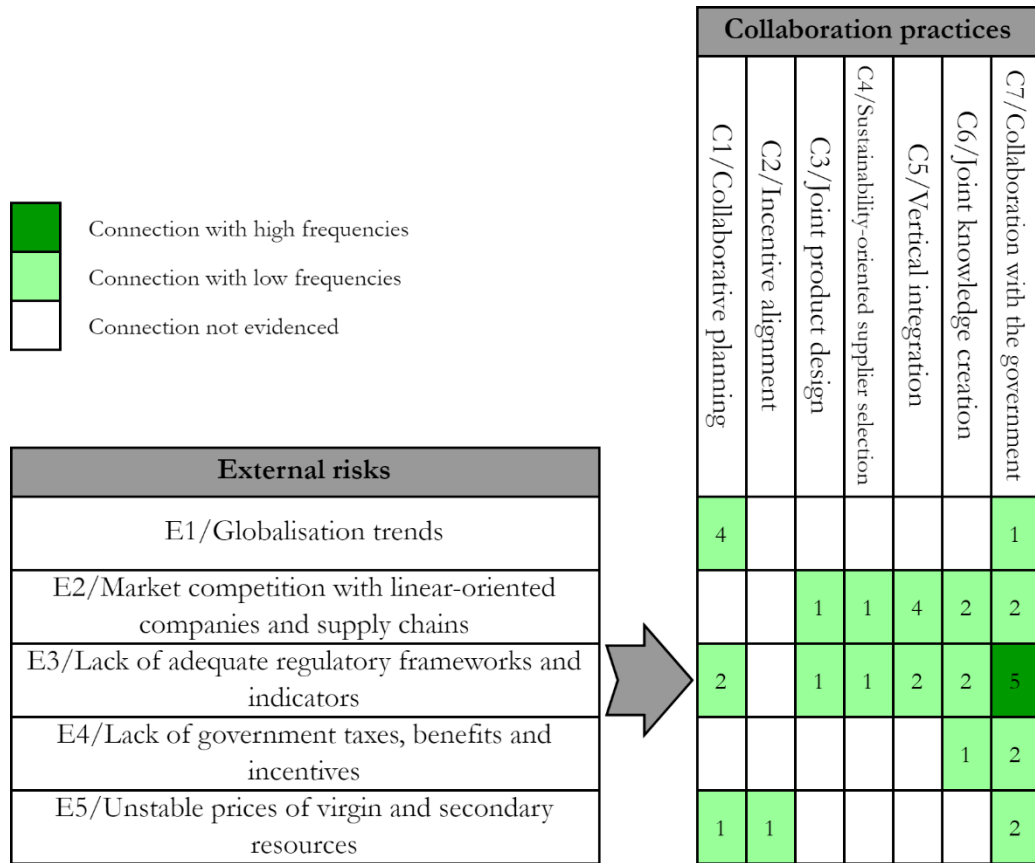 Collaboration practices
C1/Collaborative planning
C2/Incentive alignment
C3/Joint product design
C4/Sustainability-oriented supplier selection
C5/Vertical integration
C6/Joint knowledge creation
C7/Collaboration with the government
Connection with high frequencies
Connection with low frequencies
Connection not evidenced
External risks
E1/Globalisation trends
4 1
E2/Market competition with linear-oriented
companies and supply chains
1 1 4 2 2
E3/Lack of adequate regulatory frameworks and
indicators
2 1 1 2 2 5
E4/Lack of government taxes, benefits and
incentives
1 2
E5/Unstable prices of virgin and secondary
resources
1 1 2